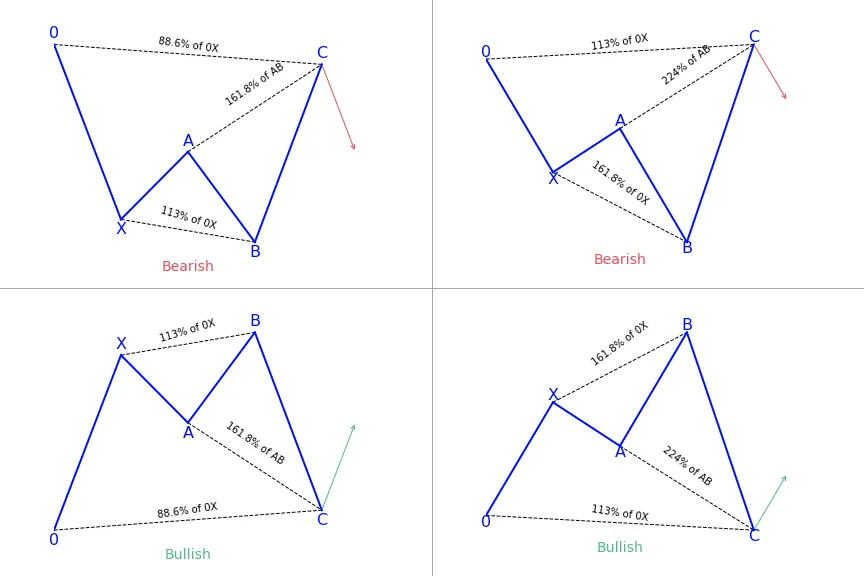 0
88.6% of 0X
C
161.8% of AB
A
113% of 0X
X
B
Bearish
0
113% of 0X
C
224% of AB
A
161.8% of 0X
X
B
Bearish
X
113% of 0X
B
A
161.8% of AB
88.6% of 0X
0
C
Bullish
B
161.8% of 0X
X
A
224% of AB
113% of 0X
0
C
Bullish